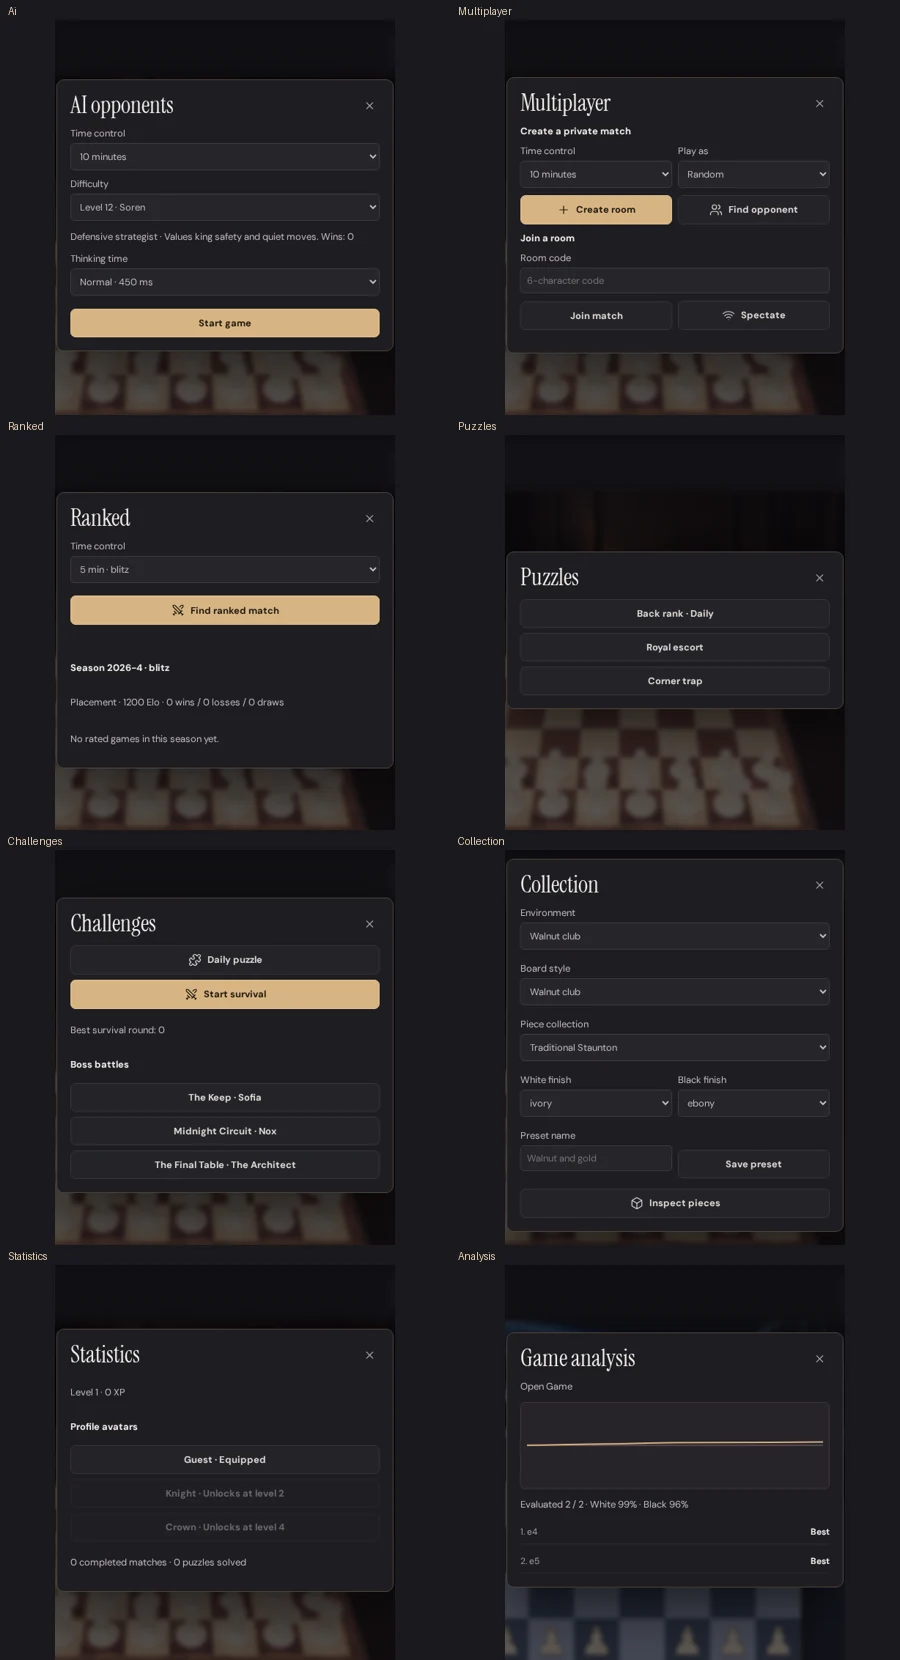 Ai
AI opponents
Time control
10 minutes
Difficulty
Level 12 · Soren
Defensive strategist · Values king safety and quiet moves. Wins: 0
Thinking time
Normal · 450 ms
Start game
Multiplayer
Multiplayer
Create a private match
Time control
Play as
10 minutes
Random
Create room
Find opponent
Join a room
Room code
6-character code
Join match
Spectate
Ranked
Ranked
Time control
5 min · blitz
Find ranked match
Season 2026-4 · blitz
Placement · 1200 Elo · 0 wins / 0 losses / 0 draws
No rated games in this season yet.
Puzzles
Puzzles
Back rank · Daily
Royal escort
Corner trap
Challenges
Challenges
Daily puzzle
Start survival
Best survival round: 0
Boss battles
The Keep · Sofia
Midnight Circuit · Nox
The Final Table · The Architect
Collection
Collection
Environment
Walnut club
Board style
Walnut club
Piece collection
Traditional Staunton
White finish
Black finish
ivory
ebony
Preset name
Walnut and gold
Save preset
Inspect pieces
Statistics
Statistics
Level 1 · 0 XP
Profile avatars
Guest · Equipped
Knight · Unlocks at level 2
Crown · Unlocks at level 4
0 completed matches · 0 puzzles solved
Analysis
Game analysis
Open Game
Evaluated 2 / 2 · White 99% · Black 96%
1. e4 Best
2. e5 Best